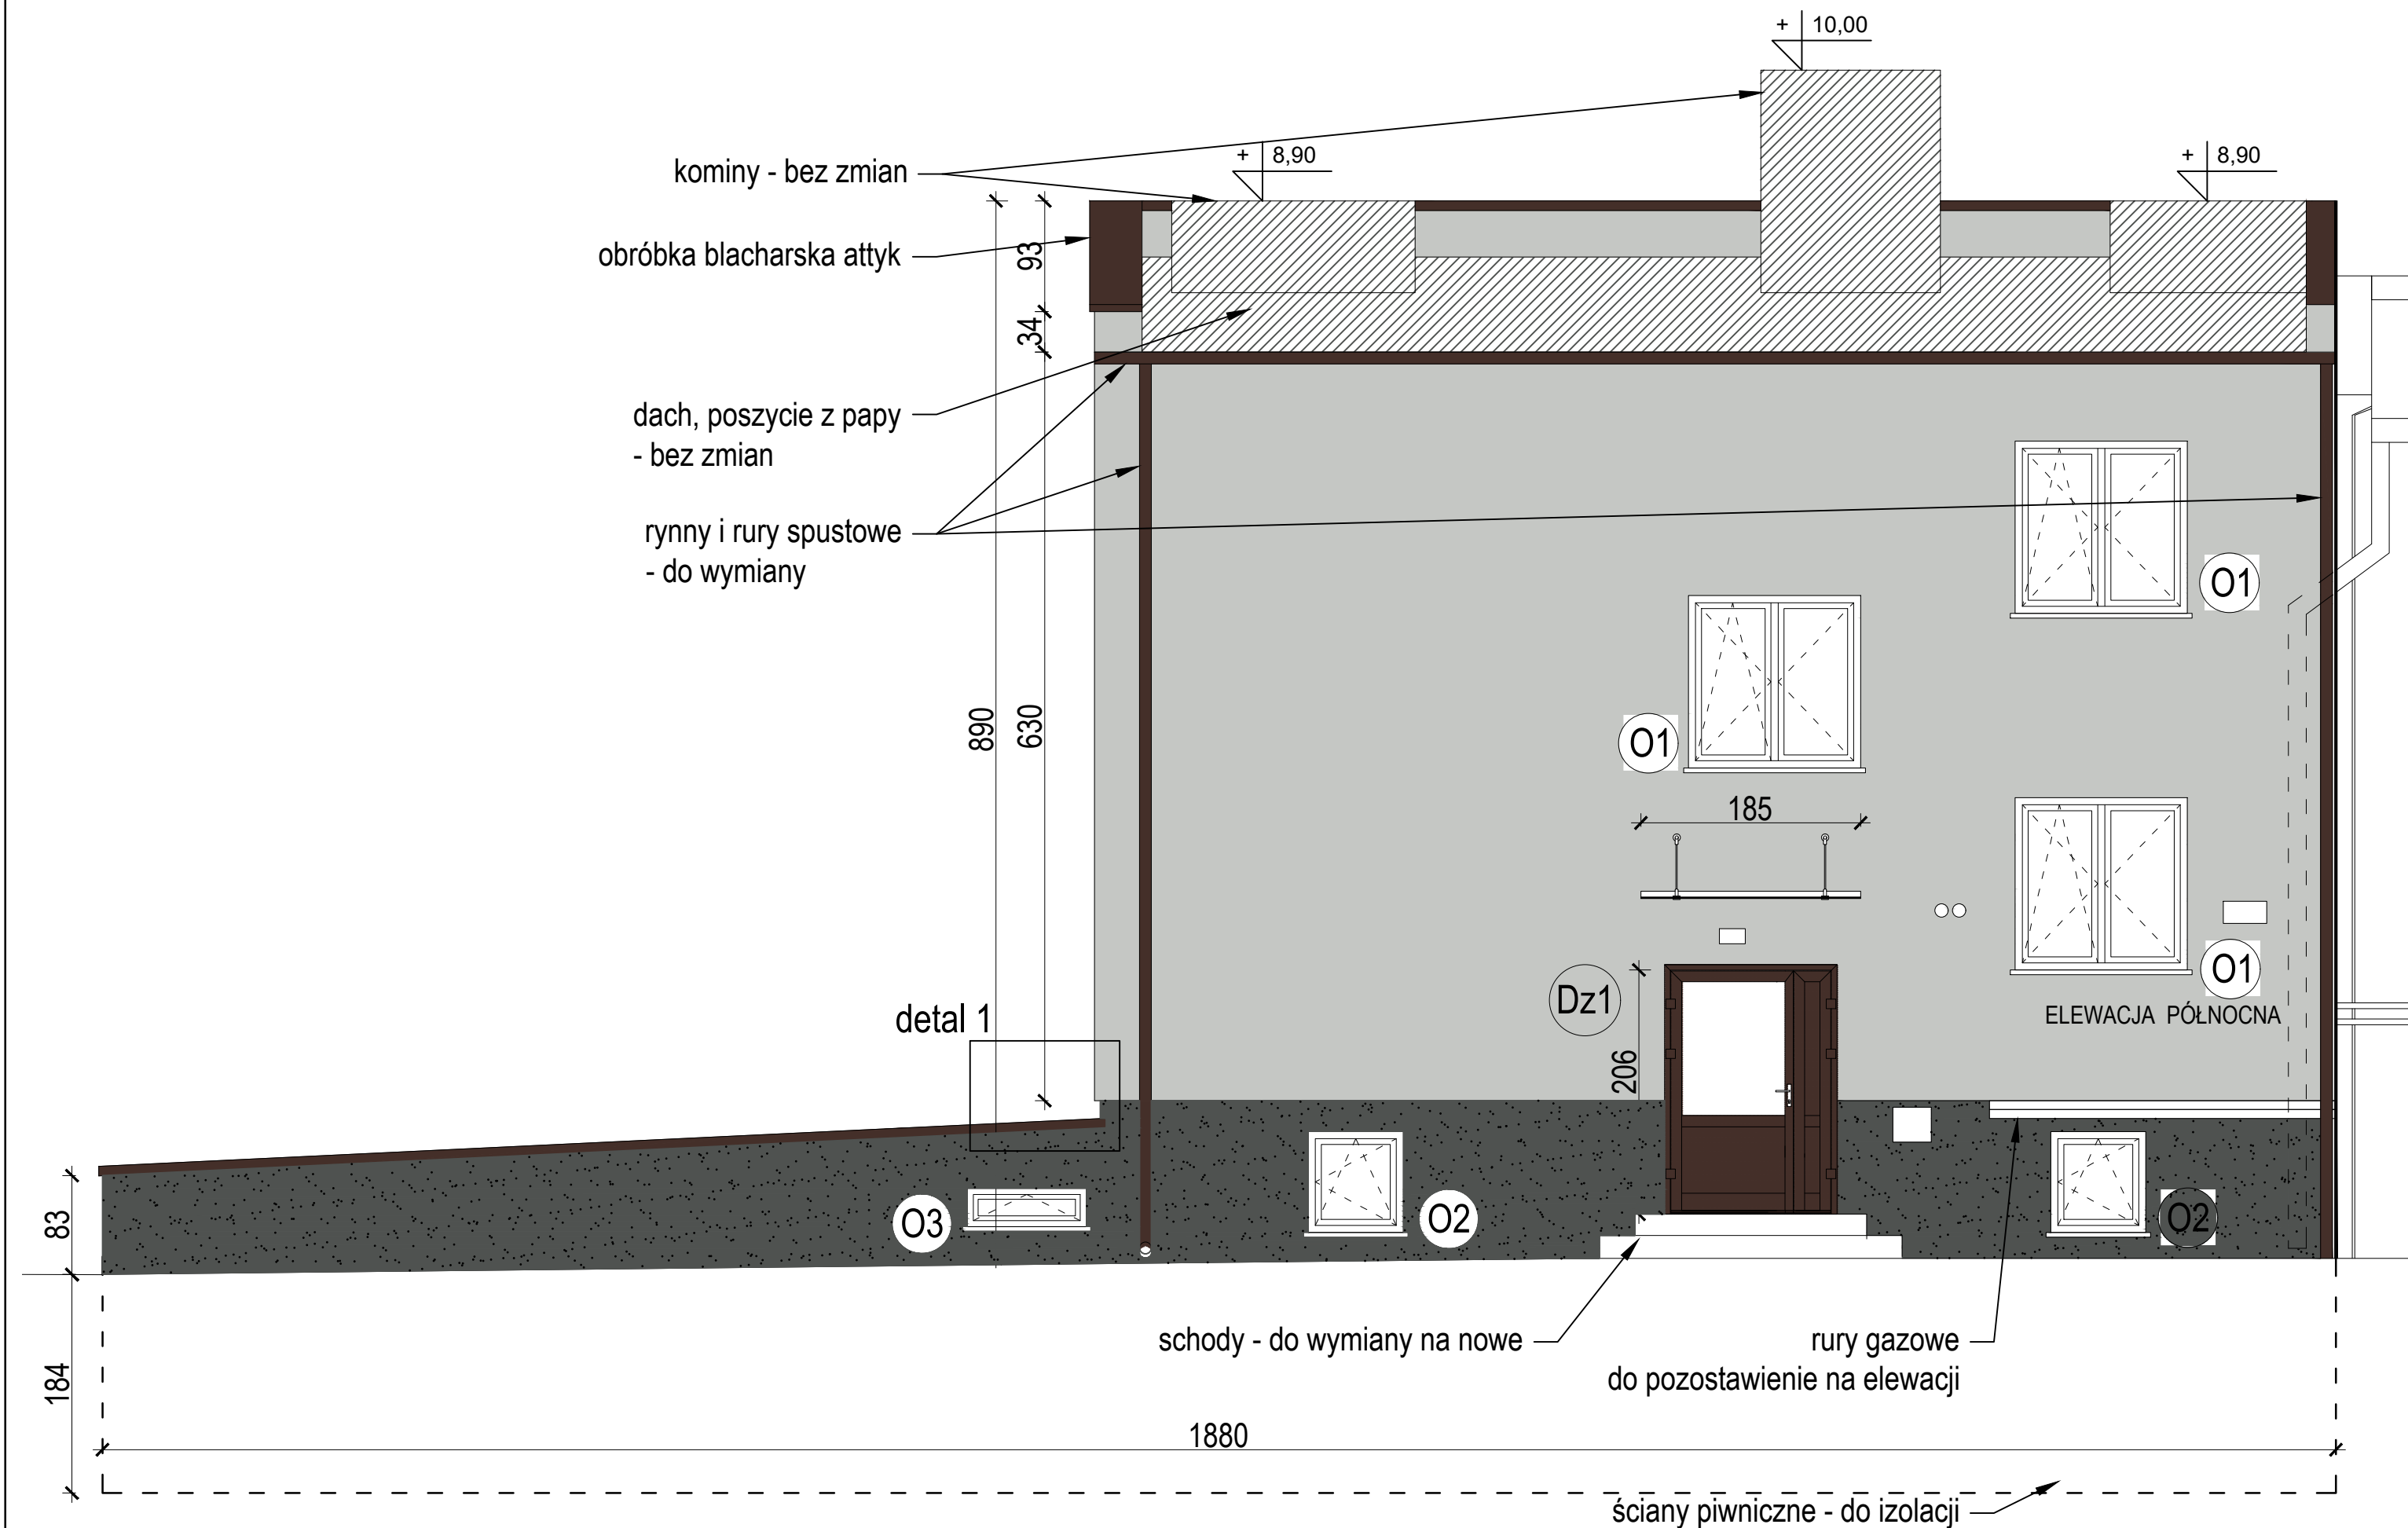 + 10,00
+ 8,90
+ 8,90
kominy - bez zmian
obróbka blacharska attyk
93
34
dach, poszycie z papy
- bez zmian
rynny i rury spustowe
- do wymiany
O1
890
630
O1
185
O1
Dz1
ELEWACJA PÓŁNOCNA
detal 1
206
83
O3
O2
O2
schody - do wymiany na nowe
rury gazowe
do pozostawienie na elewacji
184
1880
ściany piwniczne - do izolacji